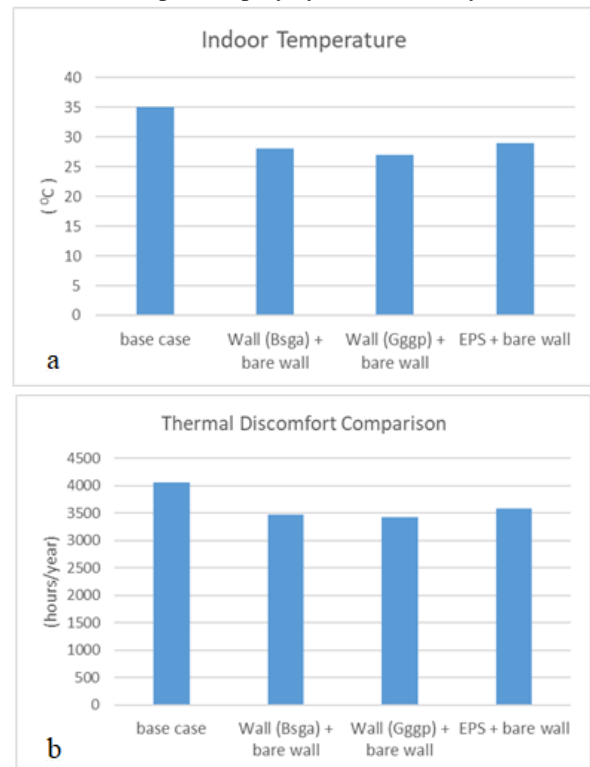 Indoor Temperature
40
35
30
25
20
15
10
5
0
( ⁰C )
base case
Wall (Bsga) +
bare wall
Wall (Gggp) +
bare wall
EPS + bare wall
a
Thermal Discomfort Comparison
4500
4000
3500
3000
2500
2000
1500
1000
500
0
(hours/year)
base case
Wall (Bsga) +
bare wall
Wall (Gggp) +
bare wall
EPS + bare wall
b